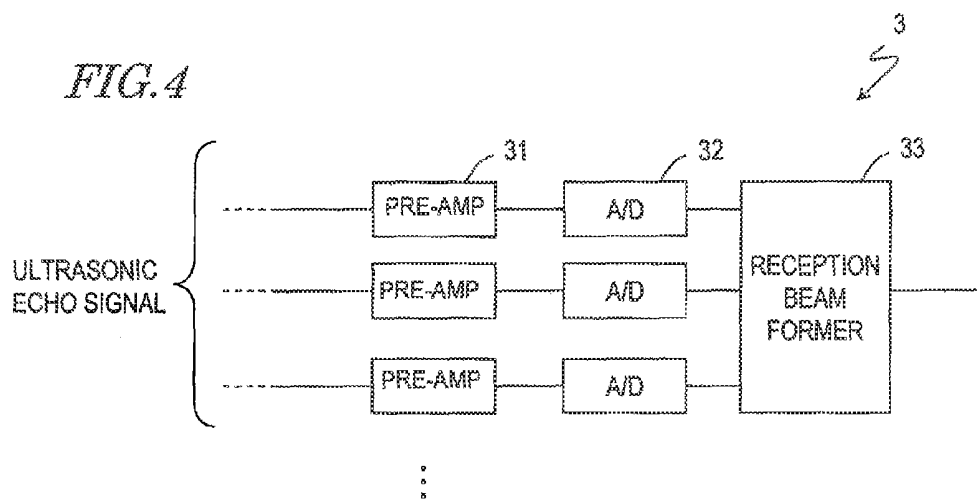 FIG.4
3
31
32
33
PRE-AMP
A/D
PRE-AMP
A/D
PRE-AMP
A/D
ULTRASONIC
ECHO SIGNAL
RECEPTION
BEAM
FORMER